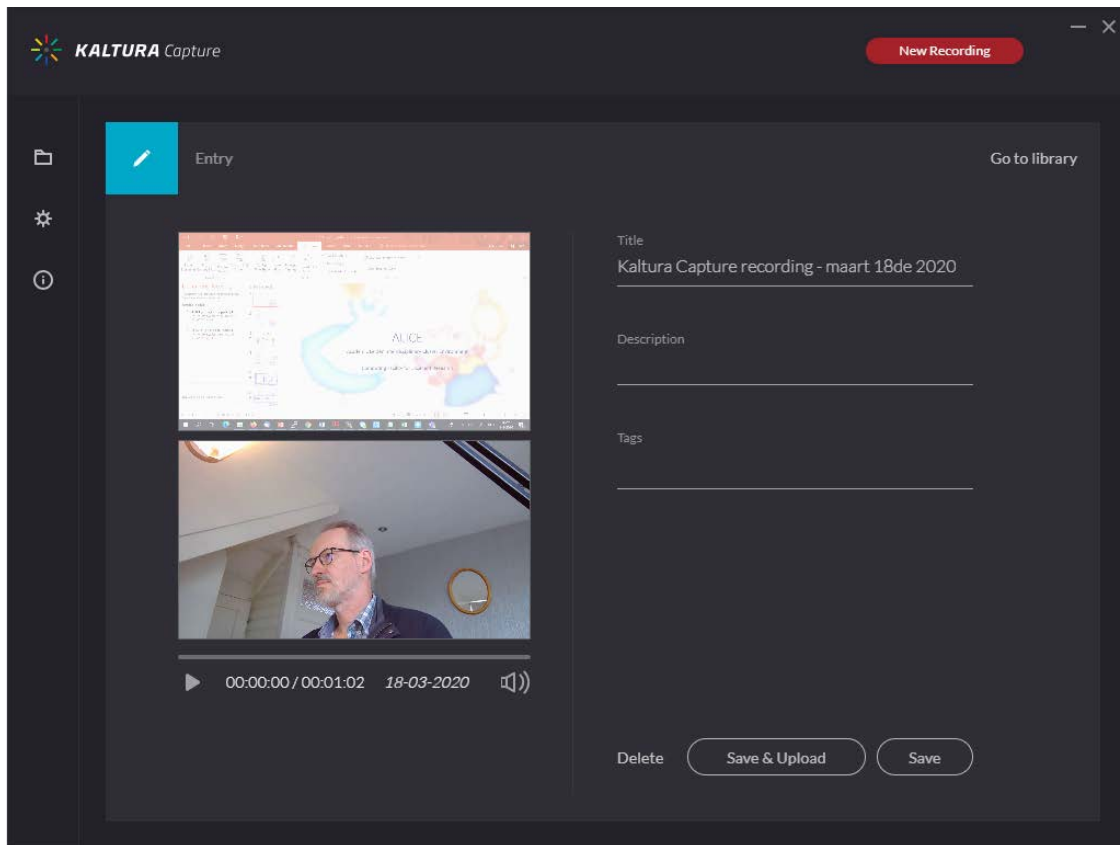 KALTURA Capture
New Recording
Entry
Go to library
ALICE
Title
Kaltura Capture recording - maart 18de 2020
Description
Tags
00:00:00 / 00:01:02 18-03-2020
Delete
Save & Upload
Save